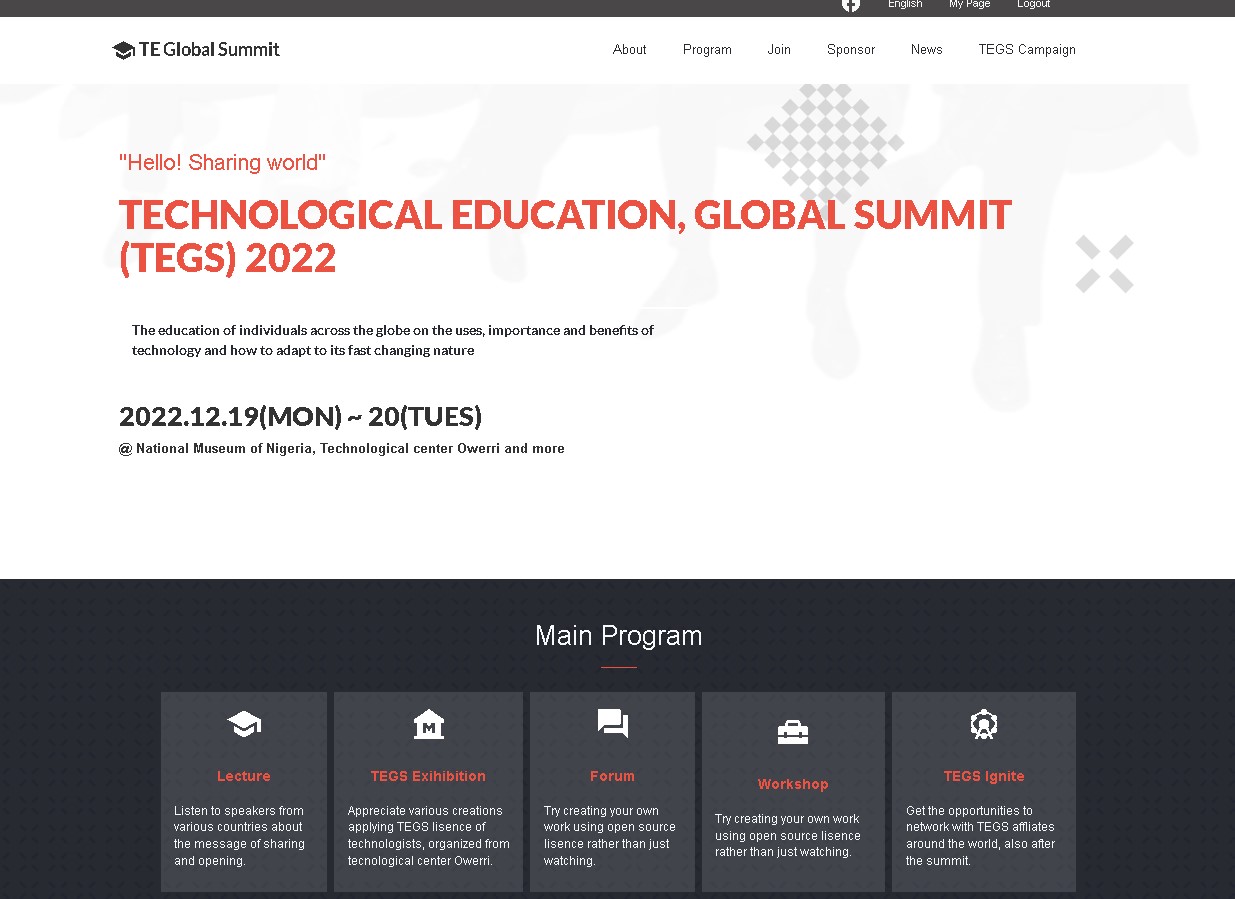 English My Page Logout
TE Global Summit
About Program Join Sponsor News TEGS Campaign
"Hello! Sharing world"
TECHNOLOGICAL EDUCATION, GLOBAL SUMMIT
(TEGS) 2022
The education of individuals across the globe on the uses, importance and benefits of
technology and how to adapt to its fast changing nature
2022.12.19(MON) ~ 20(TUES)
@ National Museum of Nigeria, Technological center Owerri and more
Main Program
Lecture
Listen to speakers from
various countries about
the message of sharing
and opening.
TEGS Exihibition
Appreciate various creations
applying TEGS lisence of
technologists, organized from
tecnological center Owerri.
Forum
Try creating your own
work using open source
lisence rather than just
watching.
Workshop
Try creating your own work
using open source lisence
rather than just watching.
TEGS Ignite
Get the opportunities to
network with TEGS affliates
around the world, also after
the summit.